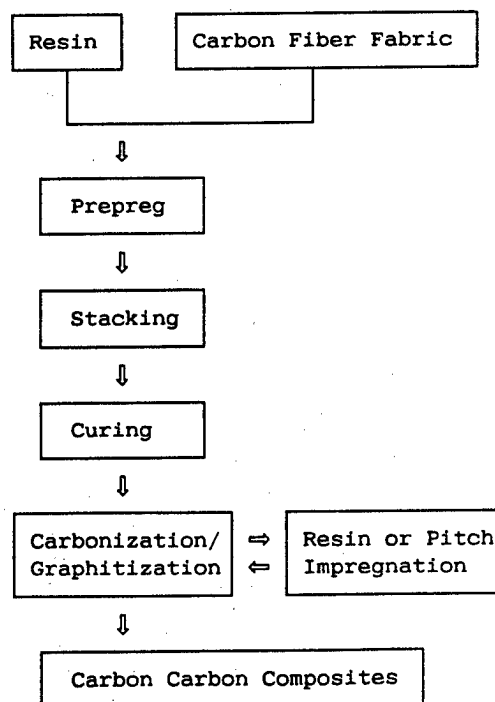 Resin
Carbon Fiber Fabric
Prepreg
Stacking
Curing
Carbonization/
Graphitization
Resin or Pitch
Impregnation
Carbon Carbon Composites